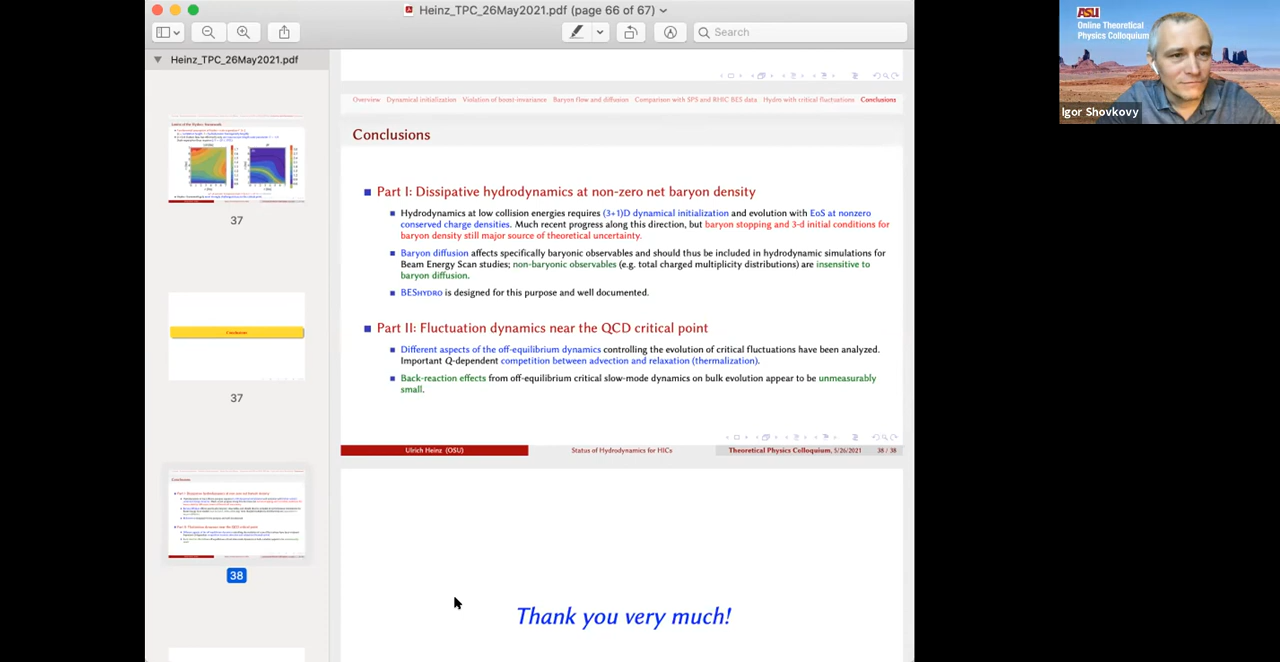 Heinz_TPC_26May2021.pdf (page 66 of 67)
Search
Heinz_TPC_26May2021.pdf
37
Conclusions
37
38
Overview Dynamical initialization Violation of boost-invariance Baryon flow and diffusion Comparison with SPS and RHIC BES data Hydro with critical fluctuations Conclusions
Conclusions
Part I: Dissipative hydrodynamics at non-zero net baryon density
Hydrodynamics at low collision energies requires (3+1)D dynamical initialization and evolution with EoS at nonzero
conserved charge densities. Much recent progress along this direction, but baryon stopping and 3-d initial conditions for
baryon density still major source of theoretical uncertainty.
Baryon diffusion affects specifically baryonic observables and should thus be included in hydrodynamic simulations for
Beam Energy Scan studies; non-baryonic observables (e.g. total charged multiplicity distributions) are insensitive to
baryon diffusion.
BESHYDRO is designed for this purpose and well documented.
Part II: Fluctuation dynamics near the QCD critical point
Different aspects of the off-equilibrium dynamics controlling the evolution of critical fluctuations have been analyzed.
Important Q-dependent competition between advection and relaxation (thermalization).
Back-reaction effects from off-equilibrium critical slow-mode dynamics on bulk evolution appear to be unmeasurably
small.
Ulrich Heinz (OSU) Status of Hydrodynamics for HICs Theoretical Physics Colloquium, 5/26/2021 38 / 38
Thank you very much!
ASU
Online Theoretical
Physics Colloquium
Igor Shovkovy